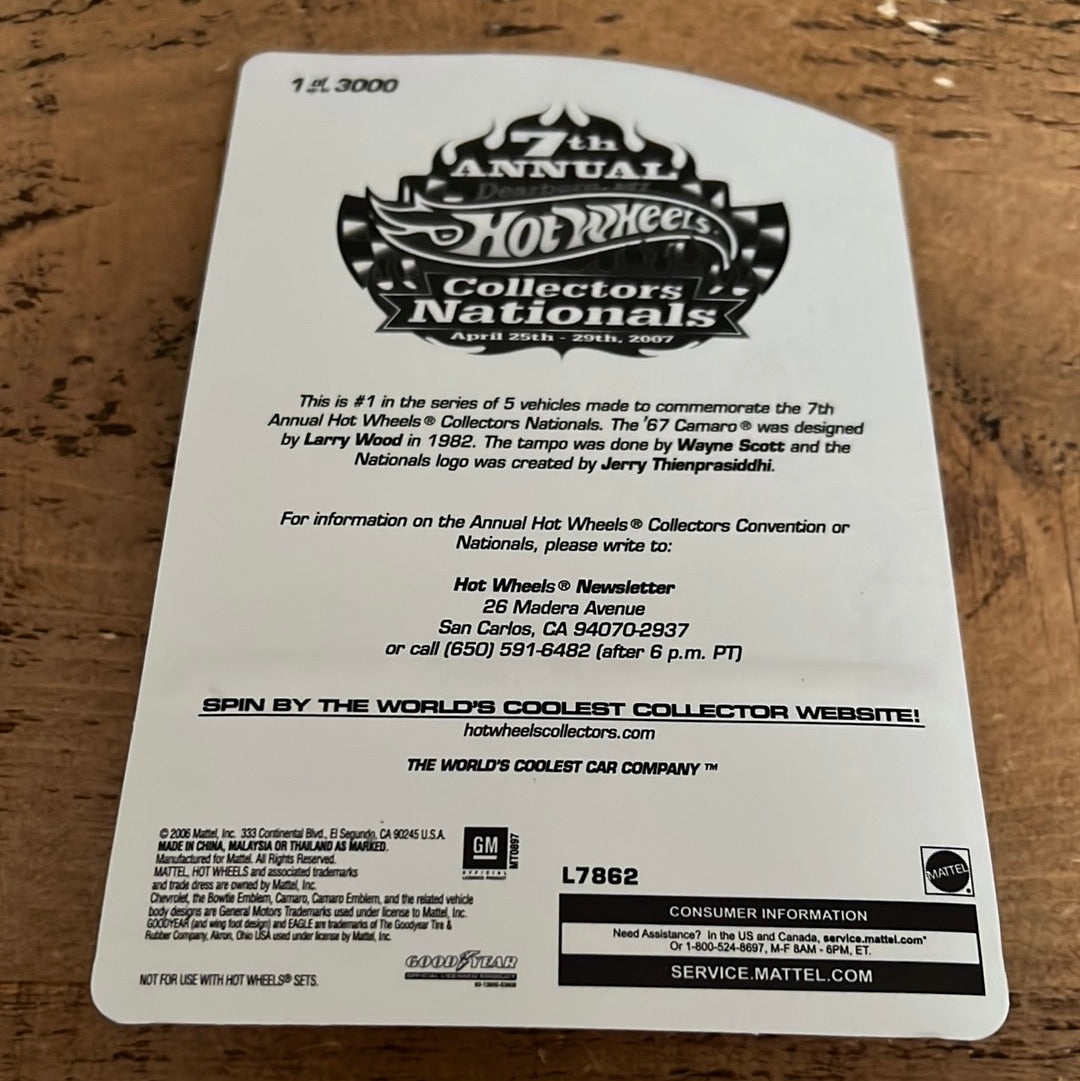 1 of 3000
7th
ANNUAL
Dearborn, MI
Hot Wheels
Collectors
Nationals
April 25th - 29th, 2007
This is #1 in the series of 5 vehicles made to commemorate the 7th
Annual Hot Wheels® Collectors Nationals. The '67 Camaro® was designed
by Larry Wood in 1982. The tampo was done by Wayne Scott and the
Nationals logo was created by Jerry Thienprasiddhi.
For information on the Annual Hot Wheels® Collectors Convention or
Nationals, please write to:
Hot Wheels® Newsletter
26 Madera Avenue
San Carlos, CA 94070-2937
or call (650) 591-6482 (after 6 p.m. PT)
SPIN BY THE WORLD'S COOLEST COLLECTOR WEBSITE!
hotwheelscollectors.com
THE WORLD'S COOLEST CAR COMPANY ™
© 2006 Mattel, Inc. 333 Continental Blvd., El Segundo, CA 90245 U.S.A.
MADE IN CHINA, MALAYSIA OR THAILAND AS MARKED.
Manufactured for Mattel. All Rights Reserved.
MATTEL, HOT WHEELS and associated trademarks
and trade dress are owned by Mattel, Inc.
Chevrolet, the Bowtie Emblem, Camaro, Camaro Emblem, and the related vehicle
body designs are General Motors Trademarks used under license to Mattel, Inc.
GOODYEAR (and wing foot design) and EAGLE are trademarks of The Goodyear Tire &
Rubber Company, Akron, Ohio USA used under license by Mattel, Inc.
NOT FOR USE WITH HOT WHEELS® SETS.
GM
OFFICIAL
LICENSED PRODUCT
MT0897
GOODYEAR
OFFICIAL LICENSED PRODUCT
L7862
MATTEL
CONSUMER INFORMATION
Need Assistance? In the US and Canada, service.mattel.com*
Or 1-800-524-8697, M-F 8AM - 6PM, ET.
SERVICE.MATTEL.COM